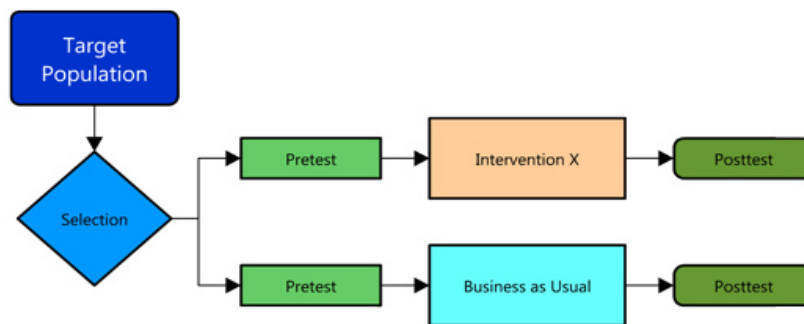 Target
Population
Selection
Pretest
Intervention X
Posttest
Pretest
Business as Usual
Posttest